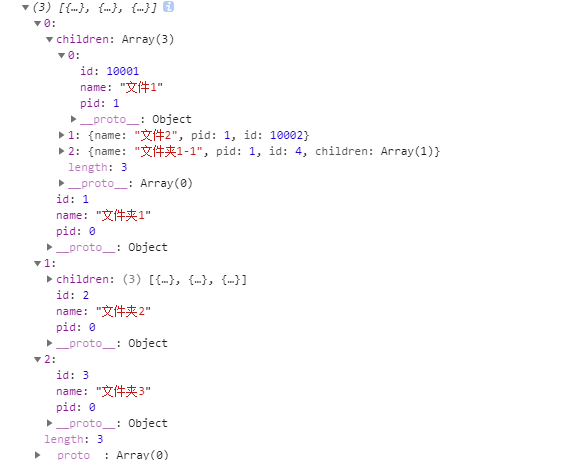 (3) [{…}, {…}, {…}] i
0:
children: Array(3)
0:
id: 10001
name: "文件1"
pid: 1
__proto__: Object
1: {name: "文件2", pid: 1, id: 10002}
2: {name: "文件夹1-1", pid: 1, id: 4, children: Array(1)}
length: 3
__proto__: Array(0)
id: 1
name: "文件夹1"
pid: 0
__proto__: Object
1:
children: (3) [{…}, {…}, {…}]
id: 2
name: "文件夹2"
pid: 0
__proto__: Object
2:
id: 3
name: "文件夹3"
pid: 0
__proto__: Object
length: 3
__proto__: Array(0)